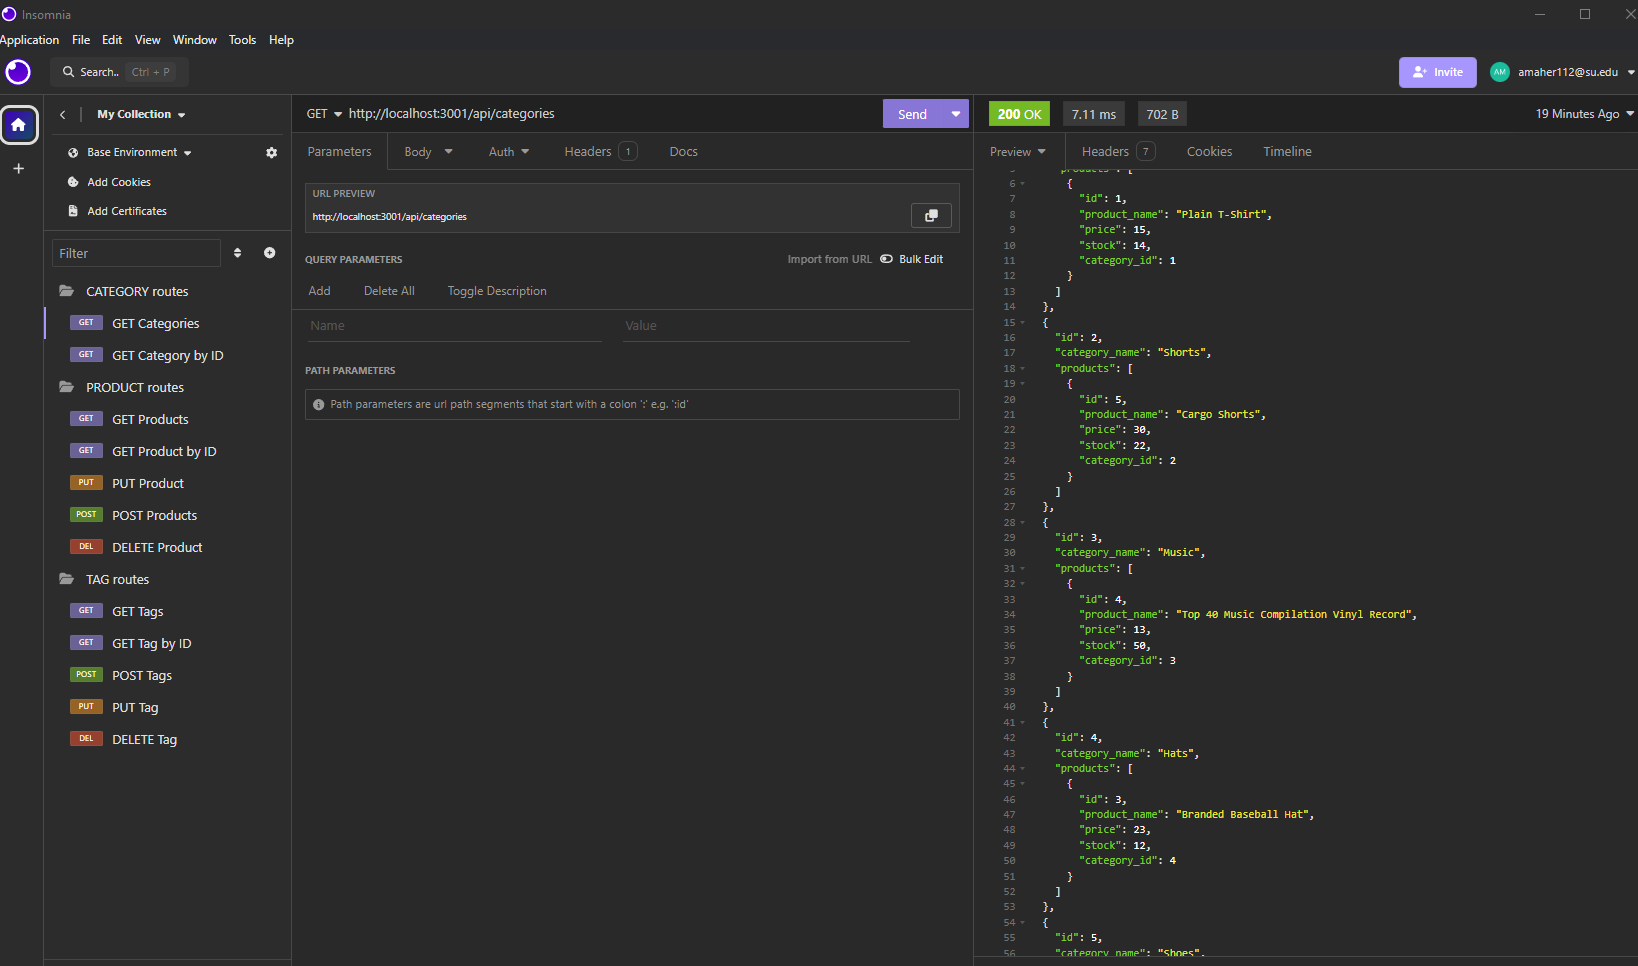 Insomnia
Application File Edit View Window Tools Help
Search.. Ctrl + P
Invite
AM amaher112@su.edu
My Collection
Base Environment
Add Cookies
Add Certificates
Filter
CATEGORY routes
GET GET Categories
GET GET Category by ID
PRODUCT routes
GET GET Products
GET GET Product by ID
PUT PUT Product
POST POST Products
DEL DELETE Product
TAG routes
GET GET Tags
GET GET Tag by ID
POST POST Tags
PUT PUT Tag
DEL DELETE Tag
GET http://localhost:3001/api/categories
Send
Parameters Body Auth Headers 1 Docs
URL PREVIEW
http://localhost:3001/api/categories
QUERY PARAMETERS
Import from URL Bulk Edit
Add Delete All Toggle Description
Name Value
PATH PARAMETERS
Path parameters are url path segments that start with a colon ':' e.g. ':id'
200 OK 7.11 ms 702 B
19 Minutes Ago
Preview Headers 7 Cookies Timeline
5 "products": [
6 {
7 "id": 1,
8 "product_name": "Plain T-Shirt",
9 "price": 15,
10 "stock": 14,
11 "category_id": 1
12 }
13 ]
14 },
15 {
16 "id": 2,
17 "category_name": "Shorts",
18 "products": [
19 {
20 "id": 5,
21 "product_name": "Cargo Shorts",
22 "price": 30,
23 "stock": 22,
24 "category_id": 2
25 }
26 ]
27 },
28 {
29 "id": 3,
30 "category_name": "Music",
31 "products": [
32 {
33 "id": 4,
34 "product_name": "Top 40 Music Compilation Vinyl Record",
35 "price": 13,
36 "stock": 50,
37 "category_id": 3
38 }
39 ]
40 },
41 {
42 "id": 4,
43 "category_name": "Hats",
44 "products": [
45 {
46 "id": 3,
47 "product_name": "Branded Baseball Hat",
48 "price": 23,
49 "stock": 12,
50 "category_id": 4
51 }
52 ]
53 },
54 {
55 "id": 5,
56 "category_name": "Shoes",